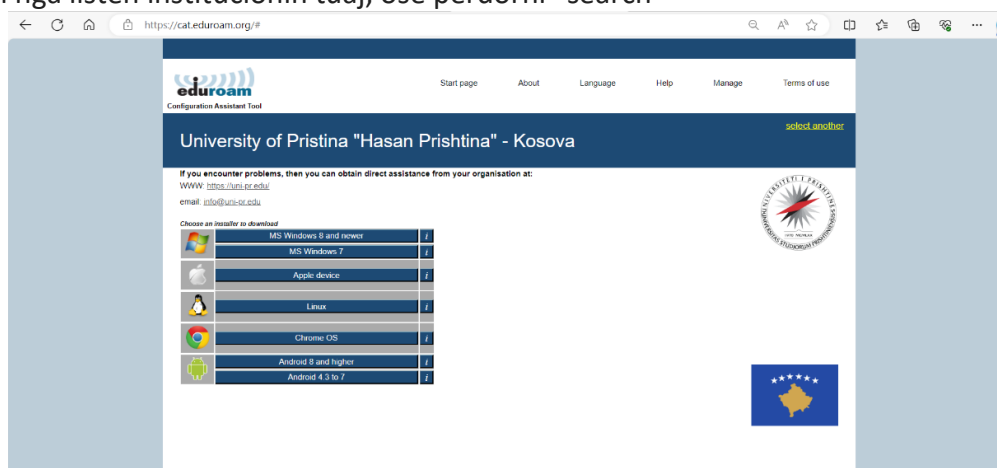 nga listën institucionin tuaj, ose përdorni "search"
https://cat.eduroam.org/#
eduroam
Configuration Assistant Tool
Start page About Language Help Manage Terms of use
University of Pristina "Hasan Prishtina" - Kosova
select another
If you encounter problems, then you can obtain direct assistance from your organisation at:
WWW: https://uni-pr.edu/
email: info@uni-pr.edu
Choose an installer to download
MS Windows 8 and newer i
MS Windows 7 i
Apple device i
Linux i
Chrome OS i
Android 8 and higher i
Android 4.3 to 7 i